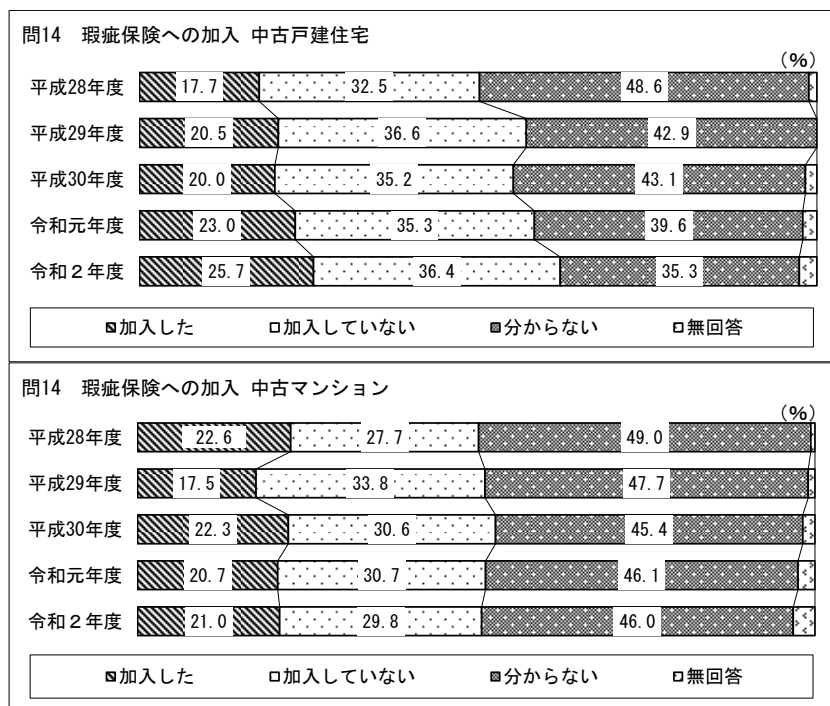 問14　瑕疵保険への加入 中古戸建住宅
(％)
平成28年度 17.7 32.5 48.6
平成29年度 20.5 36.6 42.9
平成30年度 20.0 35.2 43.1
令和元年度 23.0 35.3 39.6
令和２年度 25.7 36.4 35.3
加入した 加入していない 分からない 無回答
問14　瑕疵保険への加入 中古マンション
(％)
平成28年度 22.6 27.7 49.0
平成29年度 17.5 33.8 47.7
平成30年度 22.3 30.6 45.4
令和元年度 20.7 30.7 46.1
令和２年度 21.0 29.8 46.0
加入した 加入していない 分からない 無回答